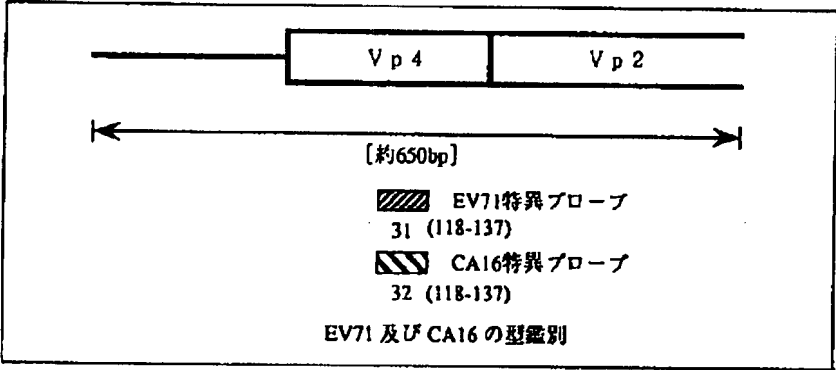 Vp4 Vp2
[約650bp]
EV71特異プローブ
31 (118-137)
CA16特異プローブ
32 (118-137)
EV71 及び CA16 の型鑑別